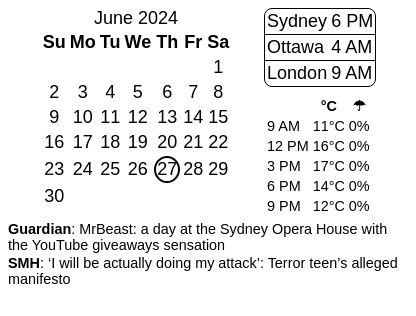 June 2024
Su Mo Tu We Th Fr Sa
1
2 3 4 5 6 7 8
9 10 11 12 13 14 15
16 17 18 19 20 21 22
23 24 25 26 27 28 29
30
Sydney 6 PM
Ottawa 4 AM
London 9 AM
°C ☂
9 AM 11°C 0%
12 PM 16°C 0%
3 PM 17°C 0%
6 PM 14°C 0%
9 PM 12°C 0%
Guardian: MrBeast: a day at the Sydney Opera House with
the YouTube giveaways sensation
SMH: ‘I will be actually doing my attack’: Terror teen’s alleged
manifesto